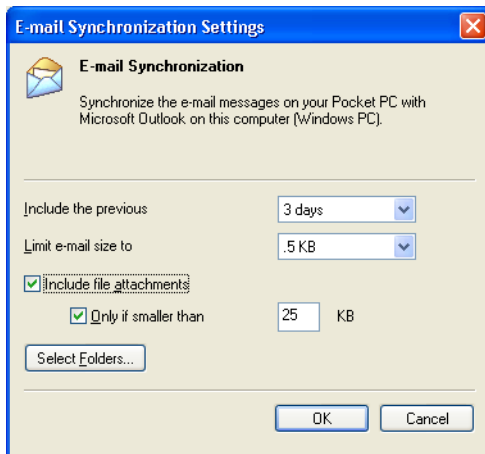 E-mail Synchronization Settings
E-mail Synchronization
Synchronize the e-mail messages on your Pocket PC with
Microsoft Outlook on this computer (Windows PC).
Include the previous 3 days
Limit e-mail size to .5 KB
Include file attachments
Only if smaller than 25 KB
Select Folders...
OK Cancel